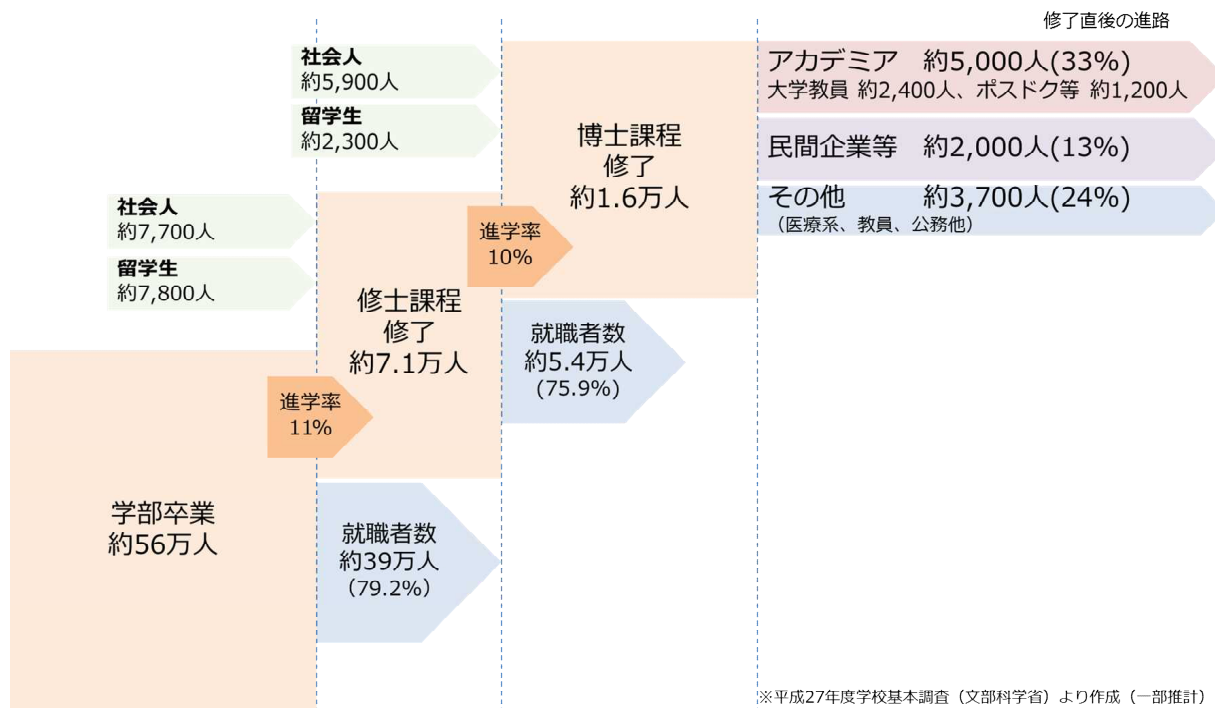 修了直後の進路
社会人
約5,900人
留学生
約2,300人
博士課程
修了
約1.6万人
アカデミア 約5,000人(33%)
大学教員 約2,400人、ポスドク等 約1,200人
民間企業等 約2,000人(13%)
その他 約3,700人(24%)
（医療系、教員、公務他）
社会人
約7,700人
留学生
約7,800人
進学率
10%
修士課程
修了
約7.1万人
就職者数
約5.4万人
(75.9%)
進学率
11%
学部卒業
約56万人
就職者数
約39万人
（79.2%）
※平成27年度学校基本調査（文部科学省）より作成（一部推計）